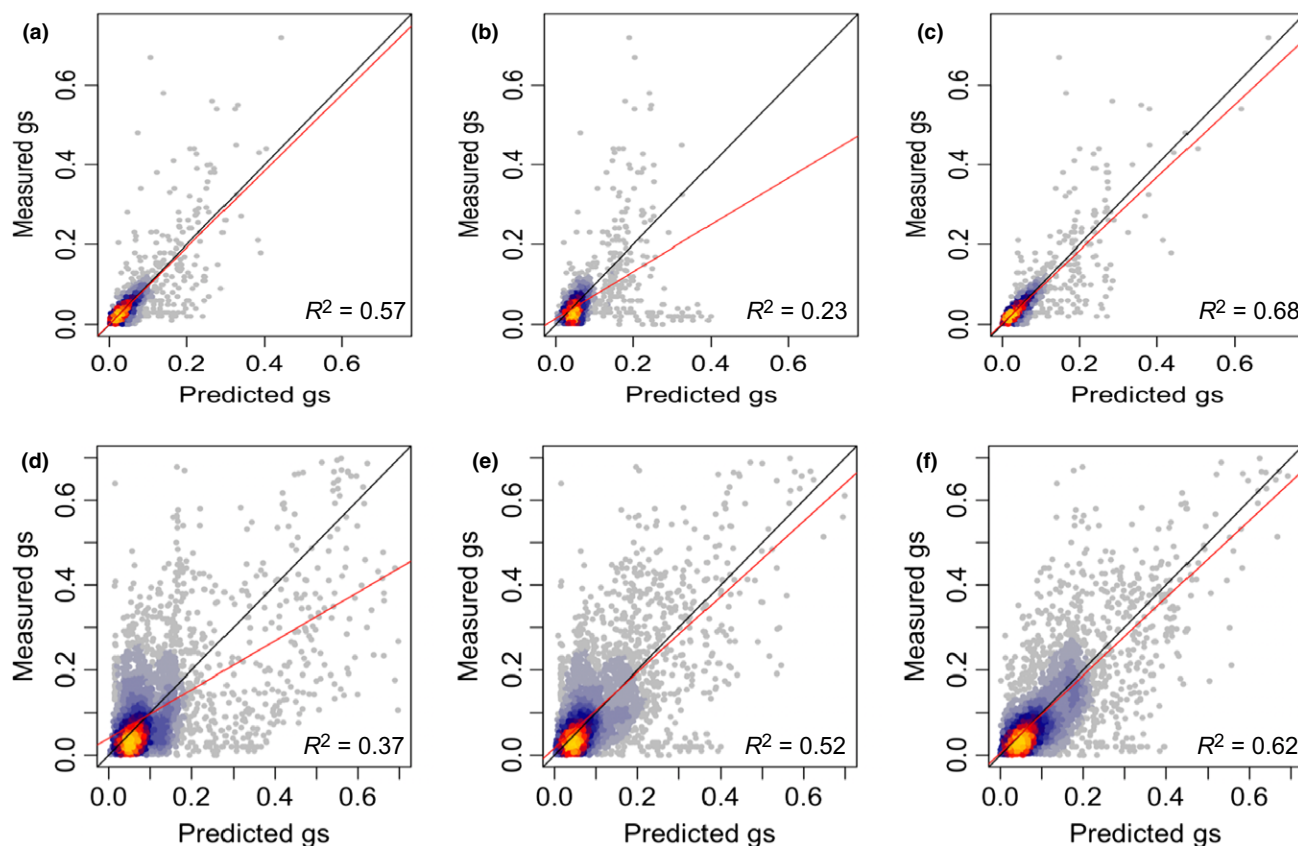 (a)
Measured gs
0.0 0.2 0.4 0.6
R² = 0.57
0.0 0.2 0.4 0.6
Predicted gs
(b)
Measured gs
0.0 0.2 0.4 0.6
R² = 0.23
0.0 0.2 0.4 0.6
Predicted gs
(c)
Measured gs
0.0 0.2 0.4 0.6
R² = 0.68
0.0 0.2 0.4 0.6
Predicted gs
(d)
Measured gs
0.0 0.2 0.4 0.6
R² = 0.37
0.0 0.2 0.4 0.6
Predicted gs
(e)
Measured gs
0.0 0.2 0.4 0.6
R² = 0.52
0.0 0.2 0.4 0.6
Predicted gs
(f)
Measured gs
0.0 0.2 0.4 0.6
R² = 0.62
0.0 0.2 0.4 0.6
Predicted gs